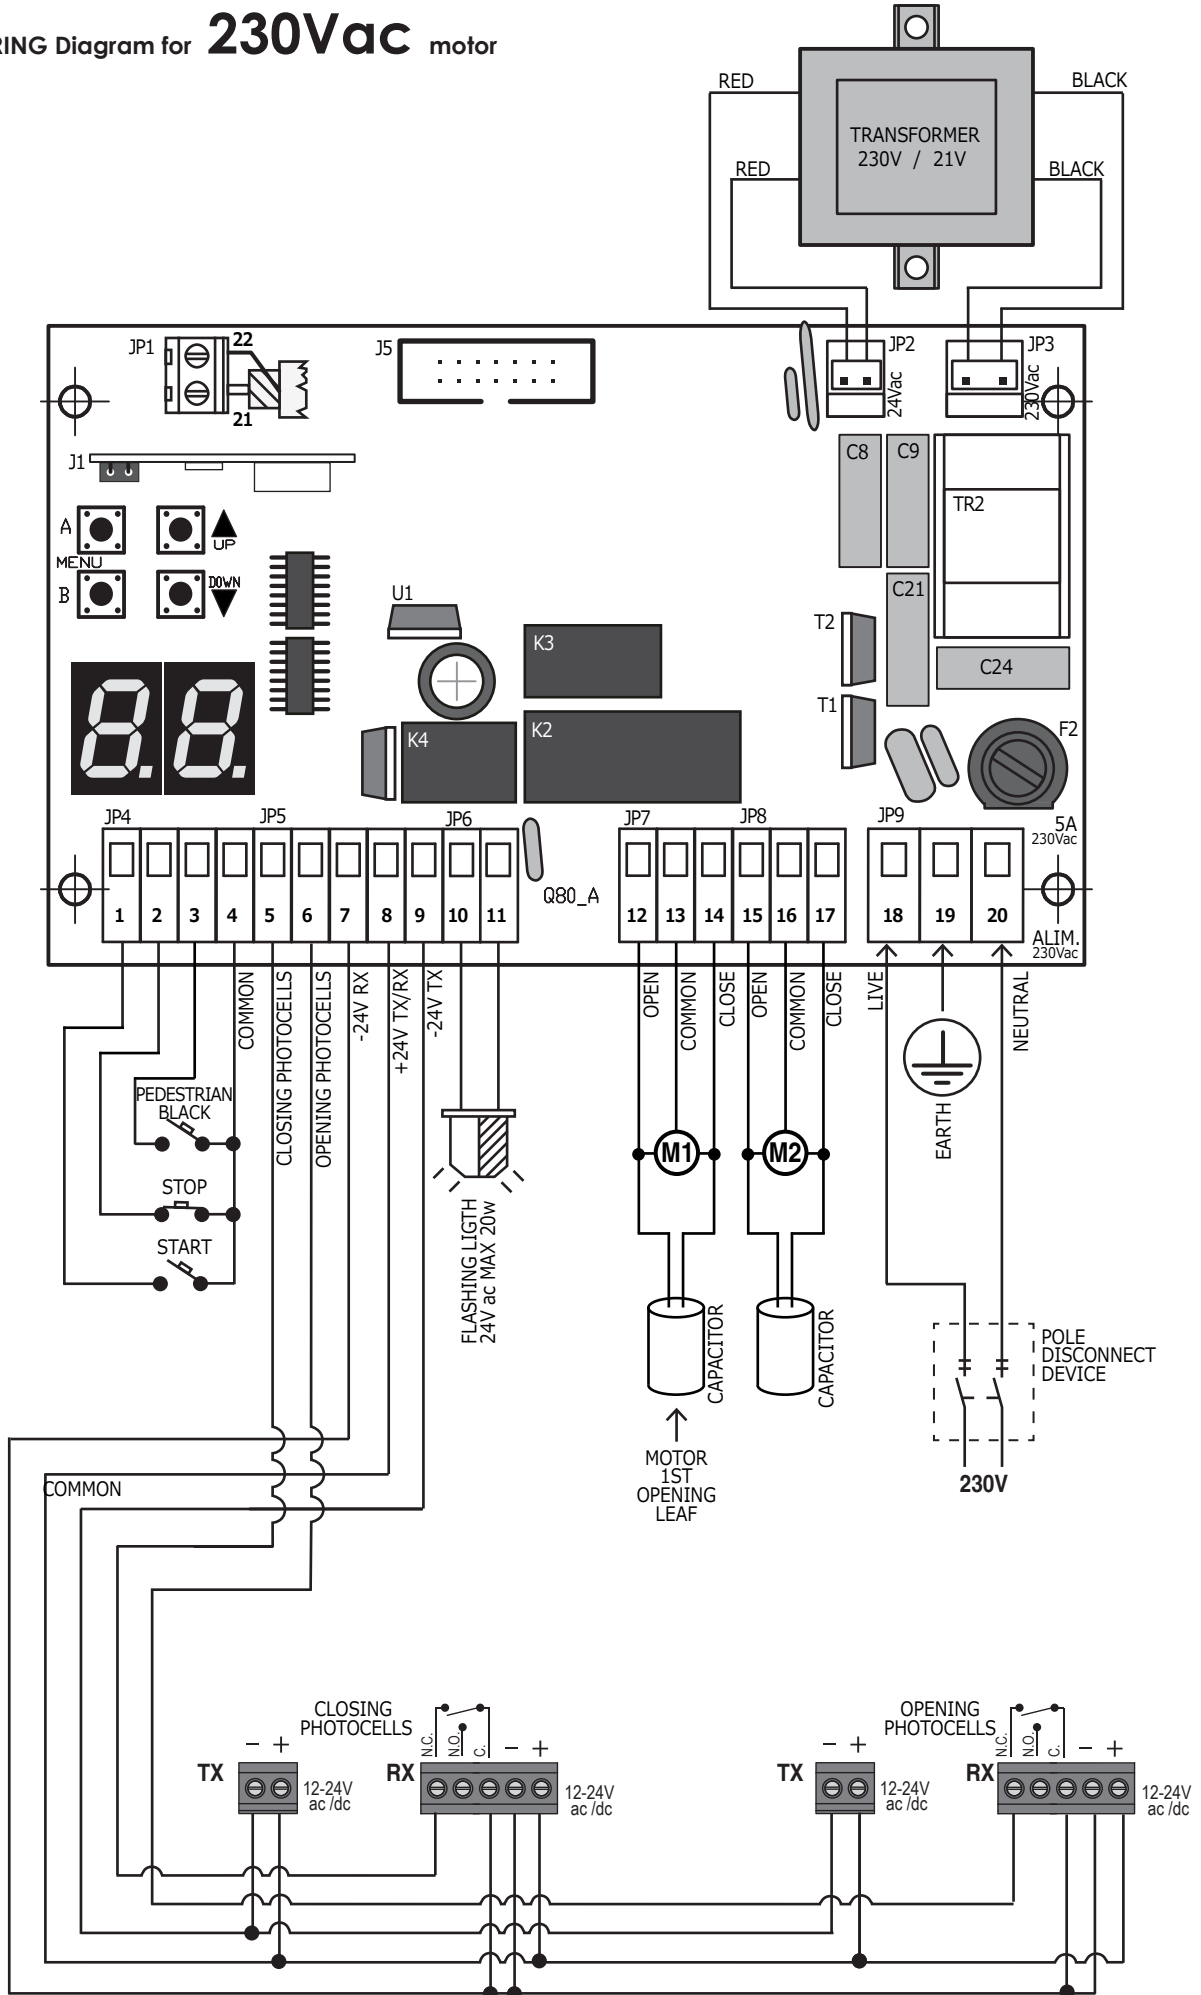 RING Diagram for 230Vac motor
RED
BLACK
TRANSFORMER
230V / 21V
RED
BLACK
JP1
22
21
J5
JP2
24Vac
JP3
230Vac
J1
A
MENU
B
UP
DOWN
C8
C9
TR2
C21
U1
T2
K3
C24
T1
K4
K2
F2
8.8.
JP4
JP5
JP6
JP7
JP8
JP9
5A
230Vac
1 2 3 4 5 6 7 8 9 10 11
Q80_A
12 13 14 15 16 17
18 19 20
ALIM.
230Vac
COMMON
CLOSING PHOTOCELLS
OPENING PHOTOCELLS
-24V RX
+24V TX/RX
-24V TX
OPEN
COMMON
CLOSE
OPEN
COMMON
CLOSE
LIVE
EARTH
NEUTRAL
PEDESTRIAN
BLACK
STOP
START
FLASHING LIGTH
24V ac MAX 20w
M1
M2
CAPACITOR
CAPACITOR
MOTOR
1ST
OPENING
LEAF
POLE
DISCONNECT
DEVICE
230V
COMMON
CLOSING
PHOTOCELLS
N.C.
N.O.
C.
− +
− +
TX
12-24V
ac /dc
RX
12-24V
ac /dc
OPENING
PHOTOCELLS
N.C.
N.O.
C.
− +
− +
TX
12-24V
ac /dc
RX
12-24V
ac /dc